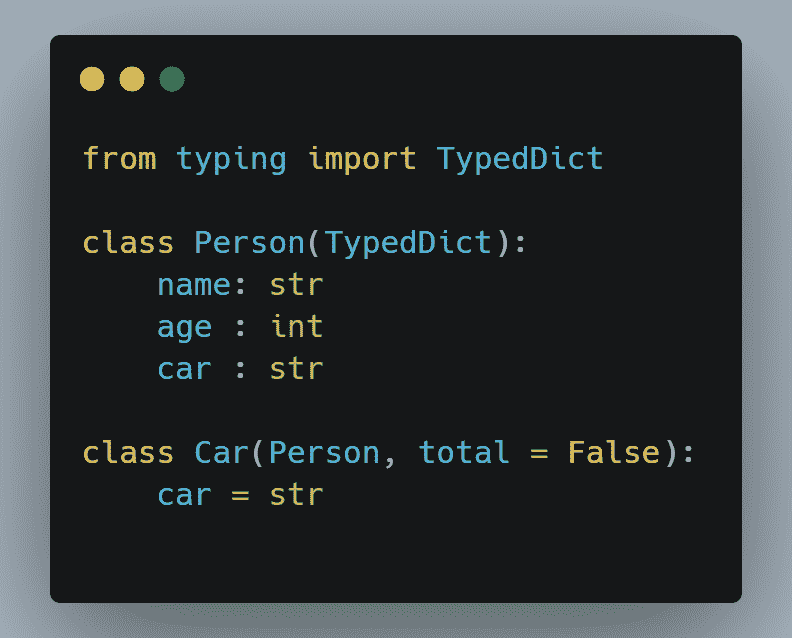 from typing import TypedDict
class Person(TypedDict):
    name: str
    age : int
    car : str
class Car(Person, total = False):
    car = str